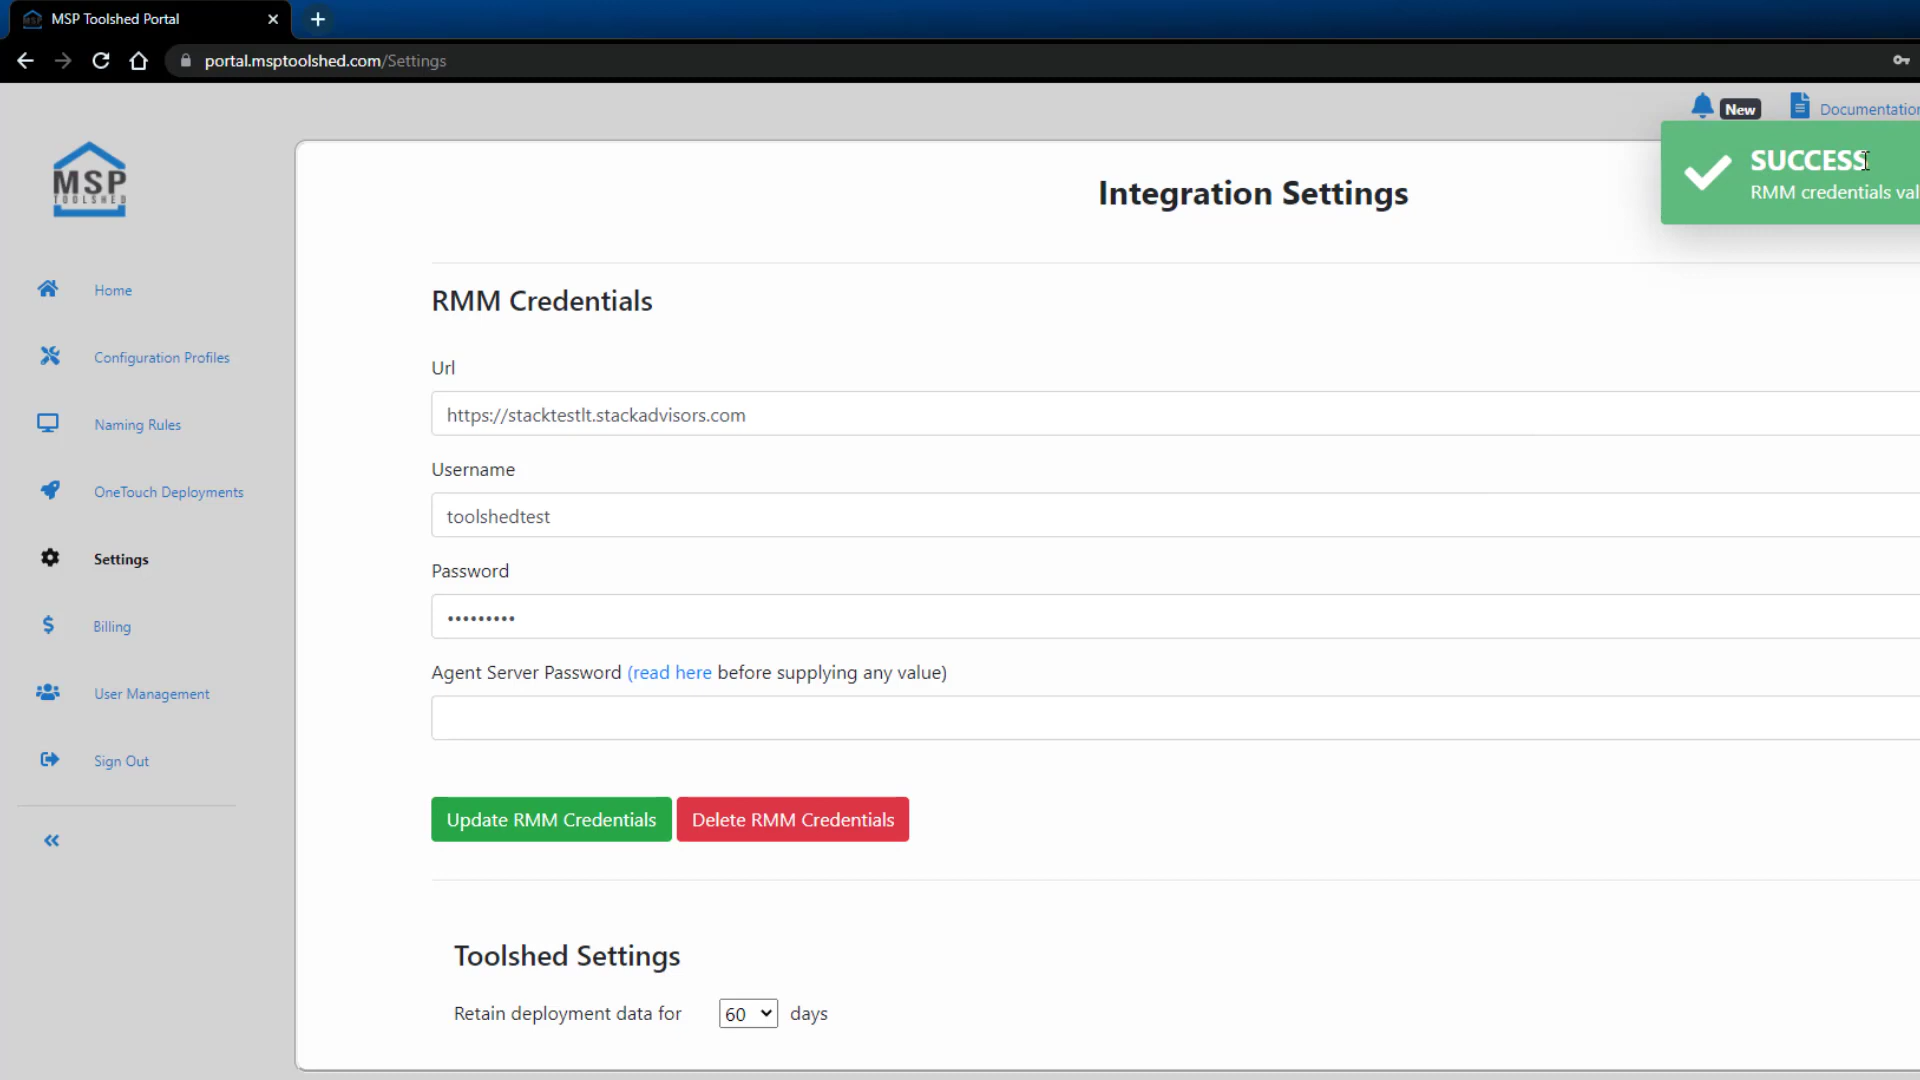 MSP Toolshed Portal
portal.msptoolshed.com/Settings
New
Documentation
MSP
TOOLSHED
SUCCESS
RMM credentials val
Integration Settings
Home
Configuration Profiles
Naming Rules
OneTouch Deployments
Settings
Billing
User Management
Sign Out
RMM Credentials
Url
https://stacktestlt.stackadvisors.com
Username
toolshedtest
Password
•••••••••
Agent Server Password (read here before supplying any value)
Update RMM Credentials
Delete RMM Credentials
Toolshed Settings
Retain deployment data for 60 days